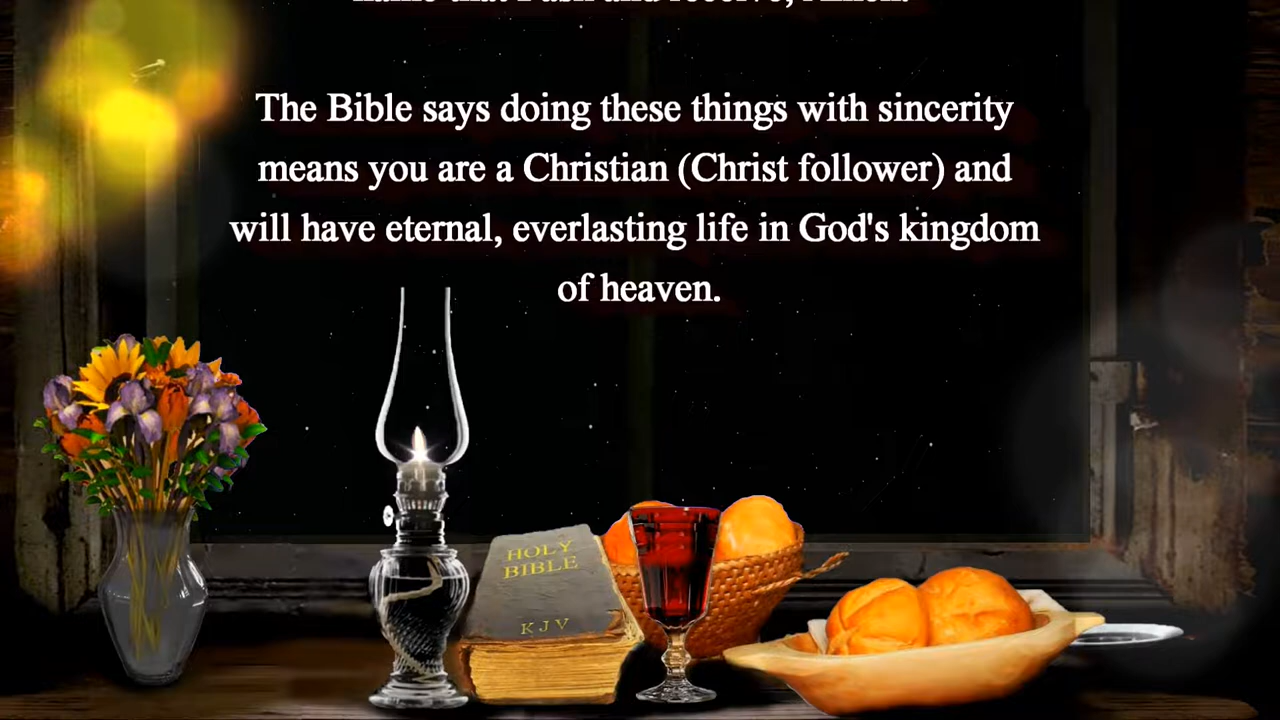 The Bible says doing these things with sincerity
means you are a Christian (Christ follower) and
will have eternal, everlasting life in God's kingdom
of heaven.
HOLY
BIBLE
KJV